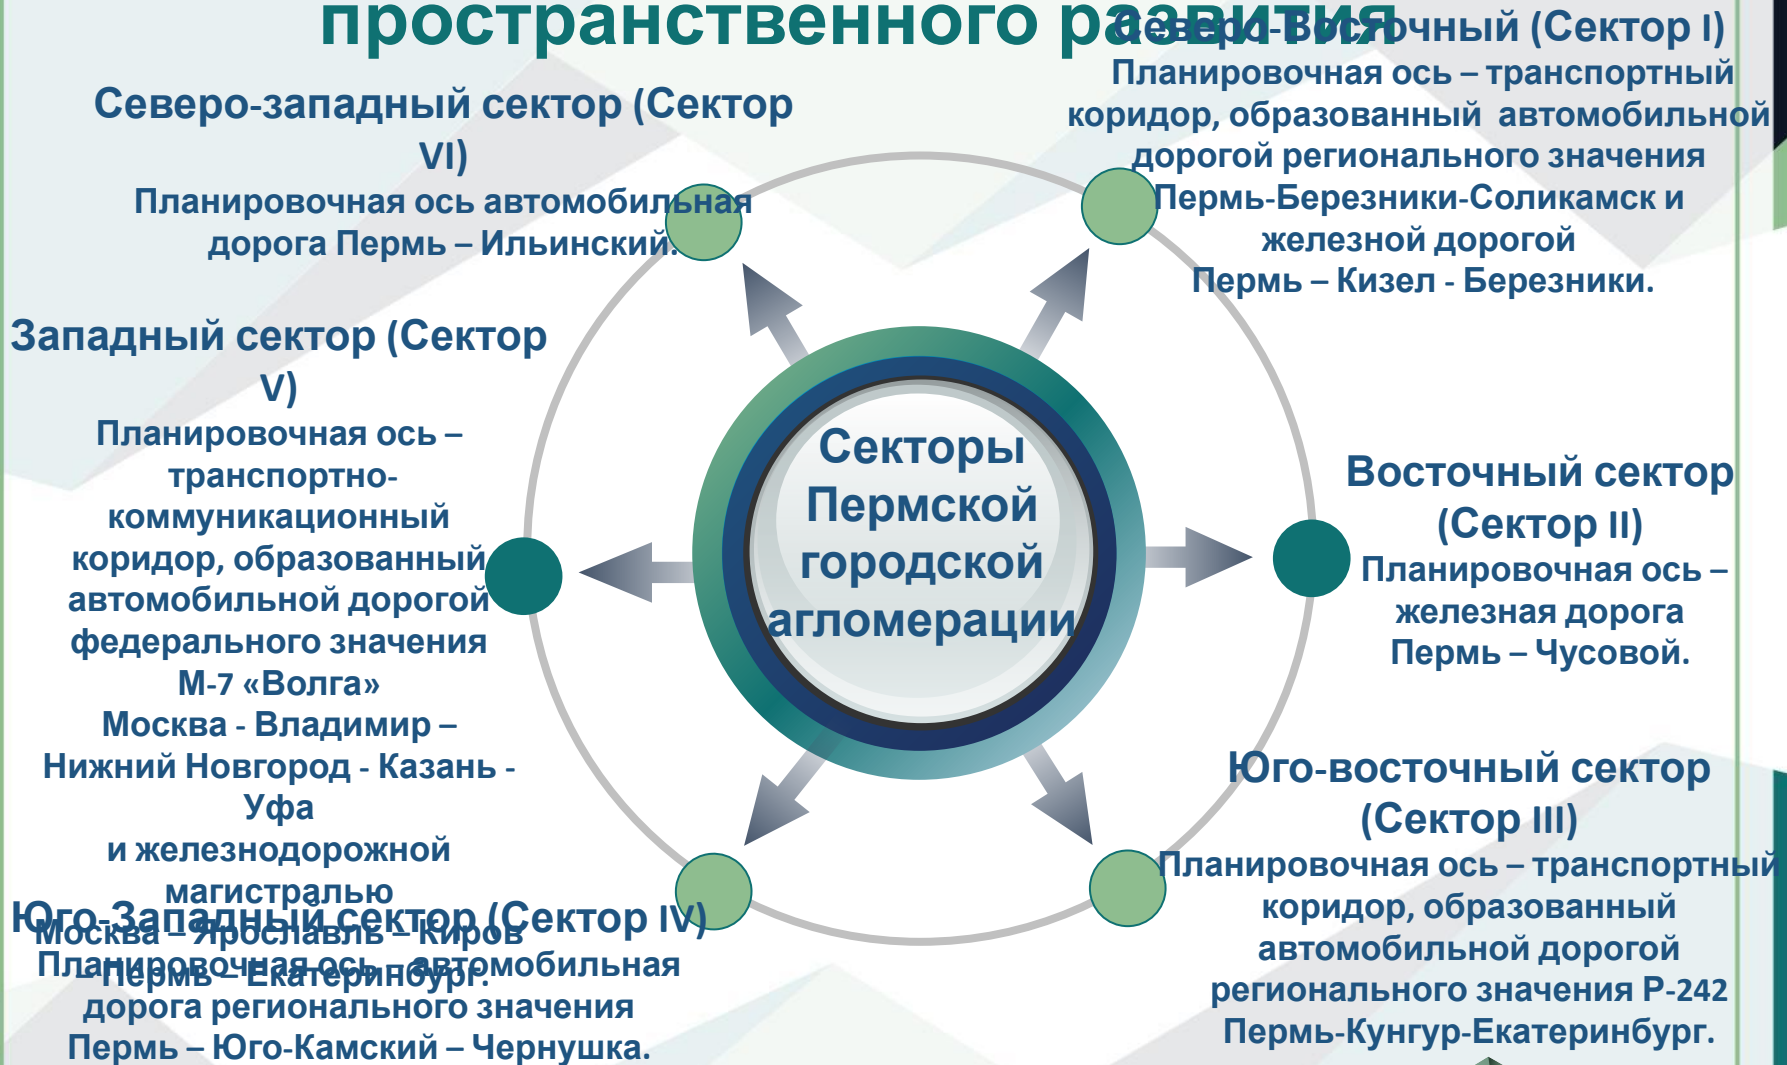 пространственного развития
Северо-Восточный (Сектор I)
Планировочная ось – транспортный
коридор, образованный автомобильной
дорогой регионального значения
Пермь-Березники-Соликамск и
железной дорогой
Пермь – Кизел - Березники.
Северо-западный сектор (Сектор
VI)
Планировочная ось автомобильная
дорога Пермь – Ильинский.
Западный сектор (Сектор
V)
Планировочная ось –
транспортно-
коммуникационный
коридор, образованный
автомобильной дорогой
федерального значения
М-7 «Волга»
Москва - Владимир –
Нижний Новгород - Казань -
Уфа
и железнодорожной
магистралью
Москва – Ярославль – Киров
– Пермь – Екатеринбург.
Секторы
Пермской
городской
агломерации
Восточный сектор
(Сектор II)
Планировочная ось –
железная дорога
Пермь – Чусовой.
Юго-восточный сектор
(Сектор III)
Планировочная ось – транспортный
коридор, образованный
автомобильной дорогой
регионального значения Р-242
Пермь-Кунгур-Екатеринбург.
Юго-Западный сектор (Сектор IV)
Планировочная ось – автомобильная
дорога регионального значения
Пермь – Юго-Камский – Чернушка.